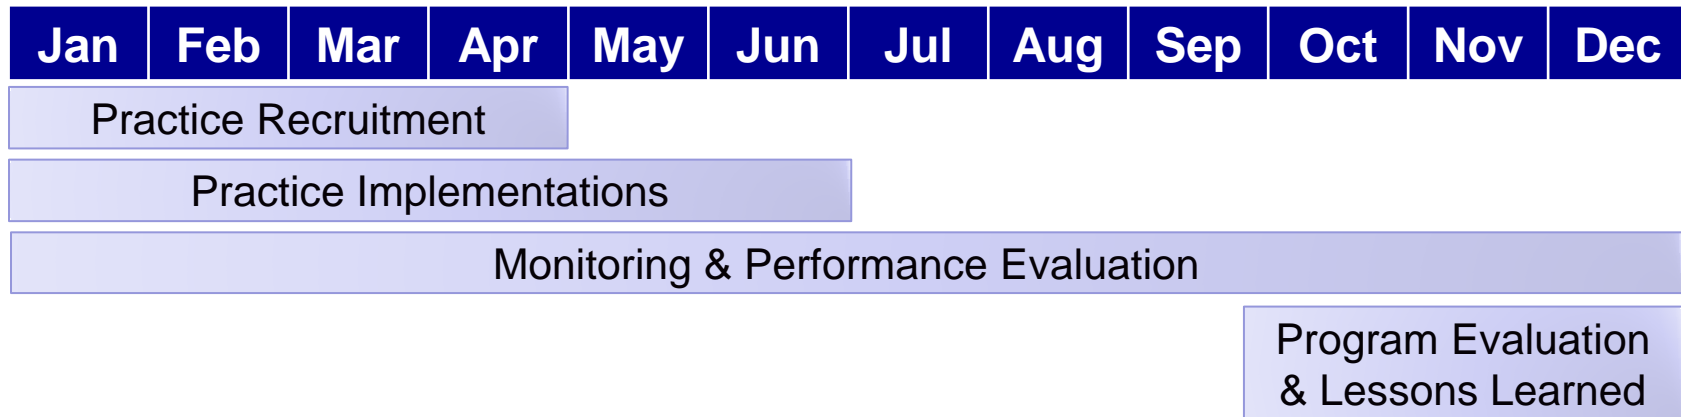 Jan Feb Mar Apr May Jun Jul Aug Sep Oct Nov Dec
Practice Recruitment
Practice Implementations
Monitoring & Performance Evaluation
Program Evaluation
& Lessons Learned